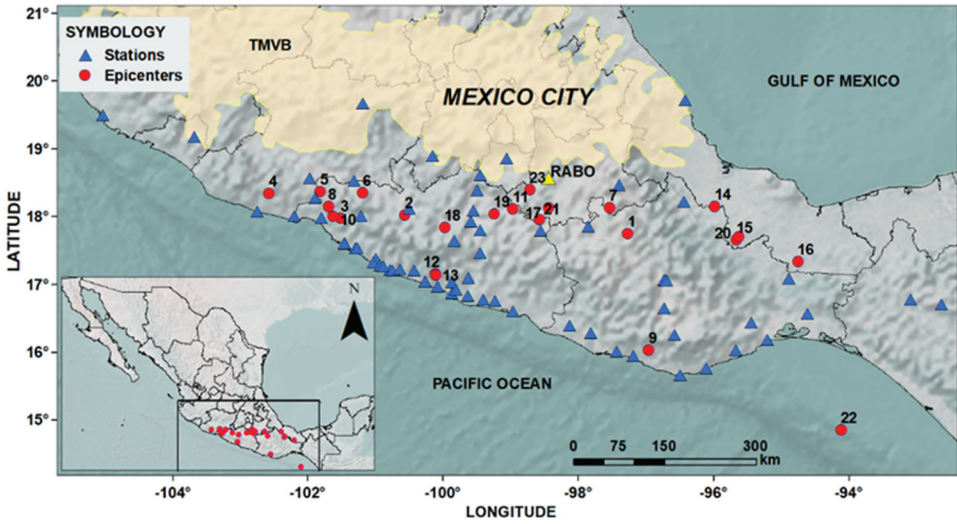 21°
SYMBOLOGY
Stations
Epicenters
TMVB
GULF OF MEXICO
20°
MEXICO CITY
19°
RABO
23
4
5
8
6
7
14
18°
3
10
2
18
19
11
17
21
1
20
15
16
17°
12
13
LATITUDE
N
16°
9
PACIFIC OCEAN
15°
22
0 75 150 300
km
-104° -102° -100° -98° -96° -94°
LONGITUDE